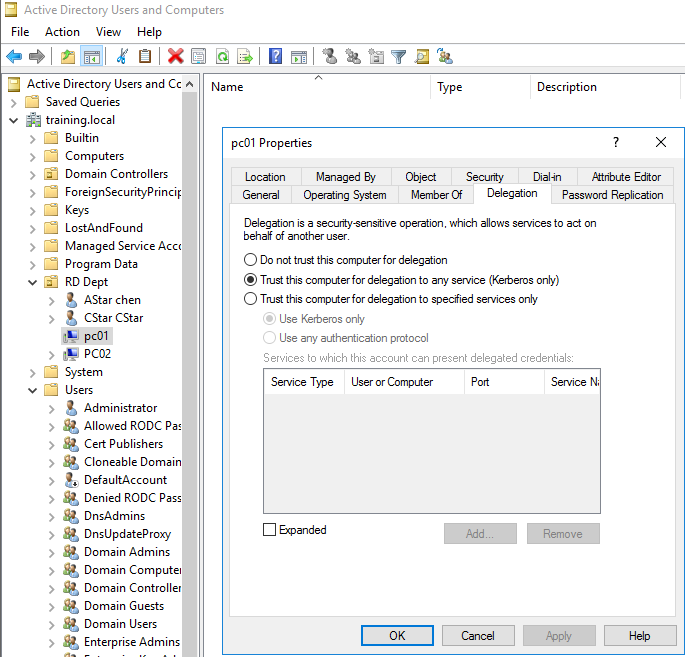 Active Directory Users and Computers
File Action View Help
Active Directory Users and Cc
Saved Queries
training.local
Builtin
Computers
Domain Controllers
ForeignSecurityPrincip
Keys
LostAndFound
Managed Service Acco
Program Data
RD Dept
AStar chen
CStar CStar
pc01
PC02
System
Users
Administrator
Allowed RODC Pas
Cert Publishers
Cloneable Domain
DefaultAccount
Denied RODC Pass
DnsAdmins
DnsUpdateProxy
Domain Admins
Domain Computer
Domain Controller
Domain Guests
Domain Users
Enterprise Admins
Name Type Description
pc01 Properties
Location Managed By Object Security Dial-in Attribute Editor
General Operating System Member Of Delegation Password Replication
Delegation is a security-sensitive operation, which allows services to act on
behalf of another user.
Do not trust this computer for delegation
Trust this computer for delegation to any service (Kerberos only)
Trust this computer for delegation to specified services only
Use Kerberos only
Use any authentication protocol
Services to which this account can present delegated credentials:
Service Type User or Computer Port Service Na
Expanded Add... Remove
OK Cancel Apply Help